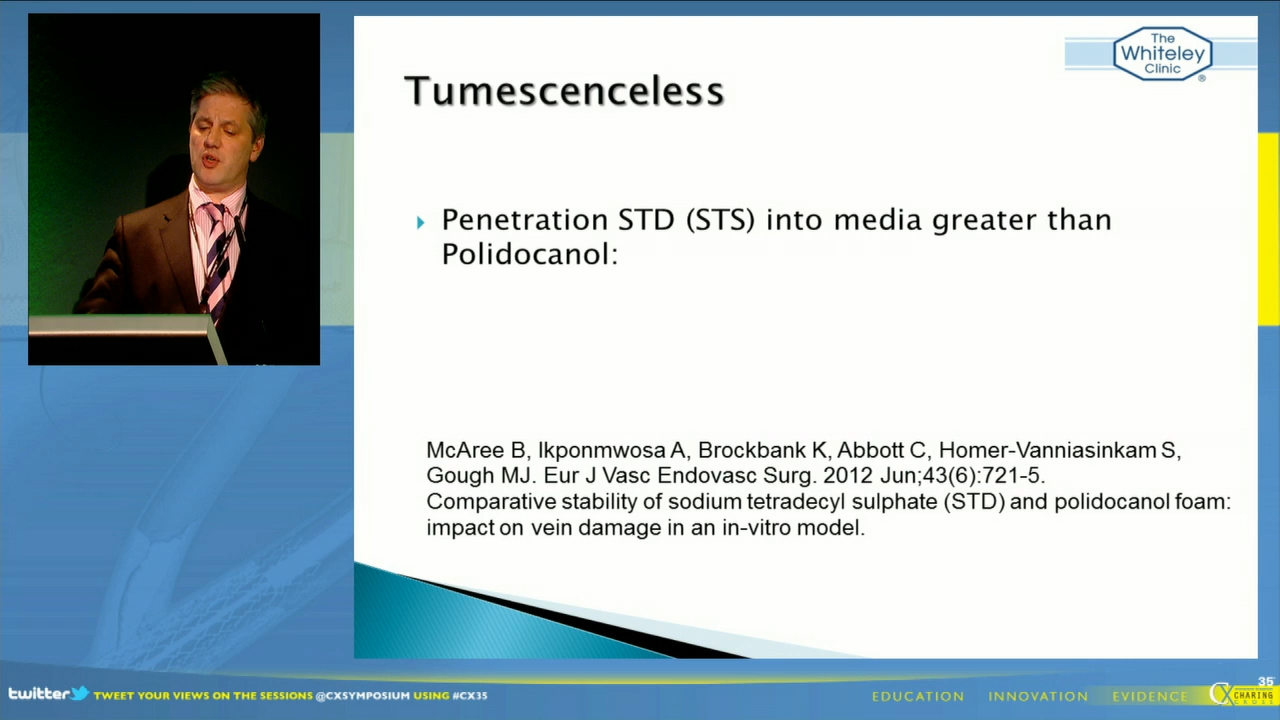 The
Whiteley
Clinic
®
Tumescenceless
Penetration STD (STS) into media greater than
Polidocanol:
McAree B, Ikponmwosa A, Brockbank K, Abbott C, Homer-Vanniasinkam S,
Gough MJ. Eur J Vasc Endovasc Surg. 2012 Jun;43(6):721-5.
Comparative stability of sodium tetradecyl sulphate (STD) and polidocanol foam:
impact on vein damage in an in-vitro model.
twitter TWEET YOUR VIEWS ON THE SESSIONS @CXSYMPOSIUM USING #CX35
EDUCATION INNOVATION EVIDENCE
35
CX CHARING
CROSS